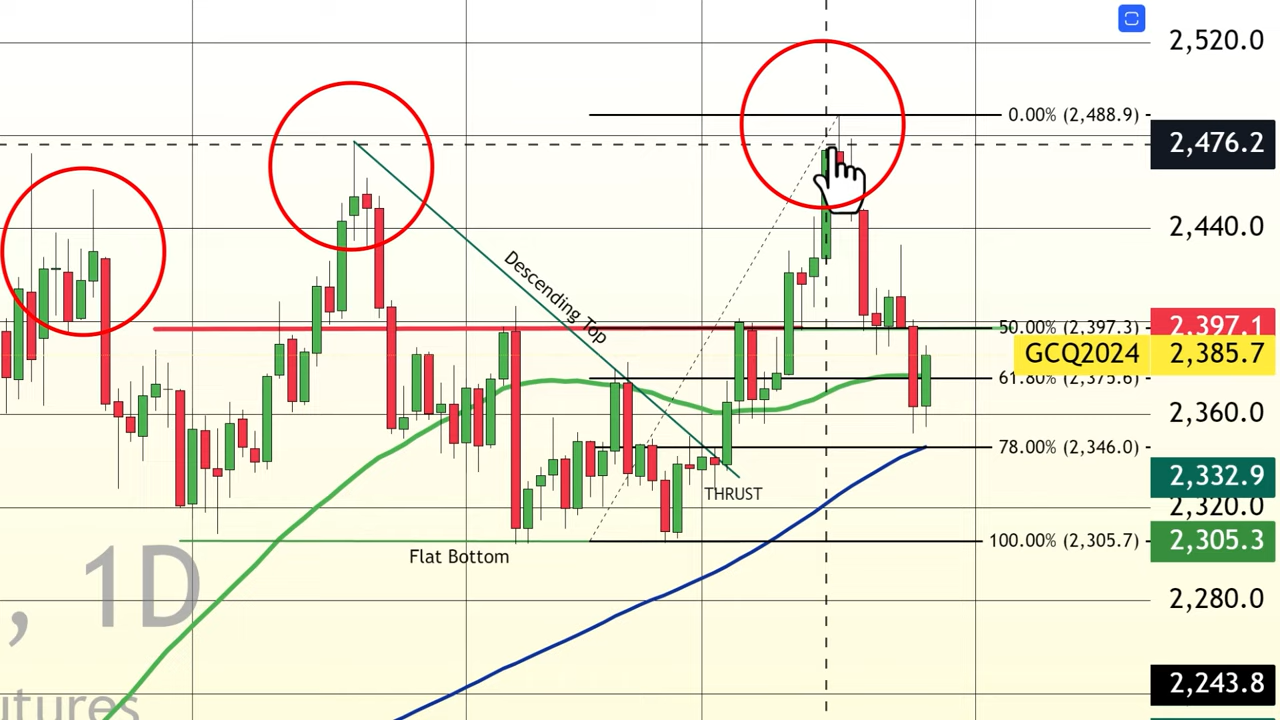 2,520.0
0.00% (2,488.9)
2,476.2
2,440.0
Descending Top
50.00% (2,397.3)
2,397.1
GCQ2024 2,385.7
61.80% (2,375.6)
2,360.0
78.00% (2,346.0)
2,332.9
THRUST
2,320.0
100.00% (2,305.7)
2,305.3
Flat Bottom
, 1D
2,280.0
2,243.8
utures